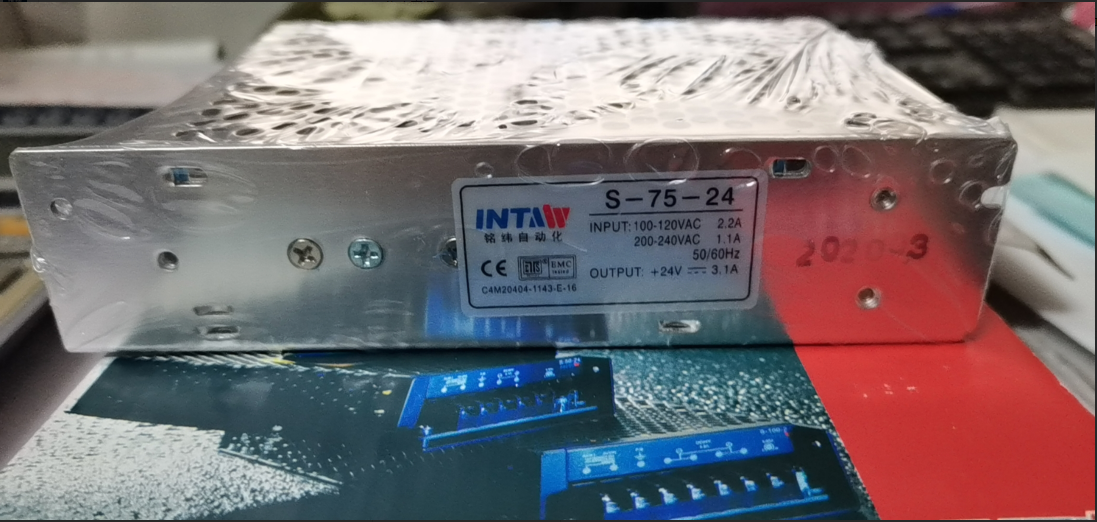 S-75-24
INTAW
铭纬自动化
INPUT: 100-120VAC 2.2A
200-240VAC 1.1A
50/60Hz
OUTPUT: +24V ⎓ 3.1A
CE
EMC
C4M20404-1143-E-16
2020-3